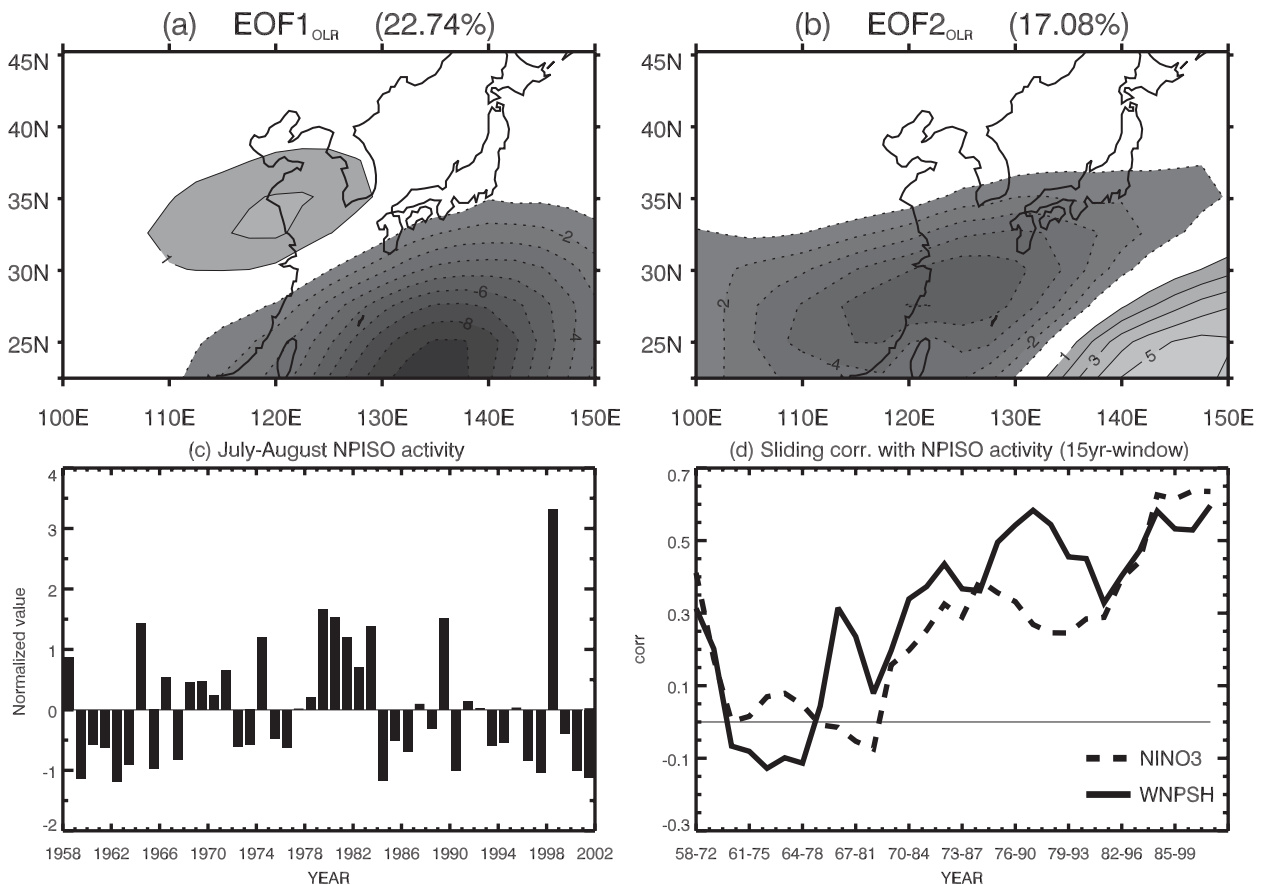 (a) EOF1OLR (22.74%)
(b) EOF2OLR (17.08%)
45N
40N
35N
30N
25N
-2
-6
-8
-4
100E 110E 120E 130E 140E 150E
45N
40N
35N
30N
25N
-2
-4
-2
1
3
5
100E 110E 120E 130E 140E 150E
(c) July-August NPISO activity
4
3
2
1
0
-1
-2
Normalized value
1958 1962 1966 1970 1974 1978 1982 1986 1990 1994 1998 2002
YEAR
(d) Sliding corr. with NPISO activity (15yr-window)
0.7
0.5
0.3
0.1
-0.1
-0.3
corr
NINO3
WNPSH
58-72 61-75 64-78 67-81 70-84 73-87 76-90 79-93 82-96 85-99
YEAR